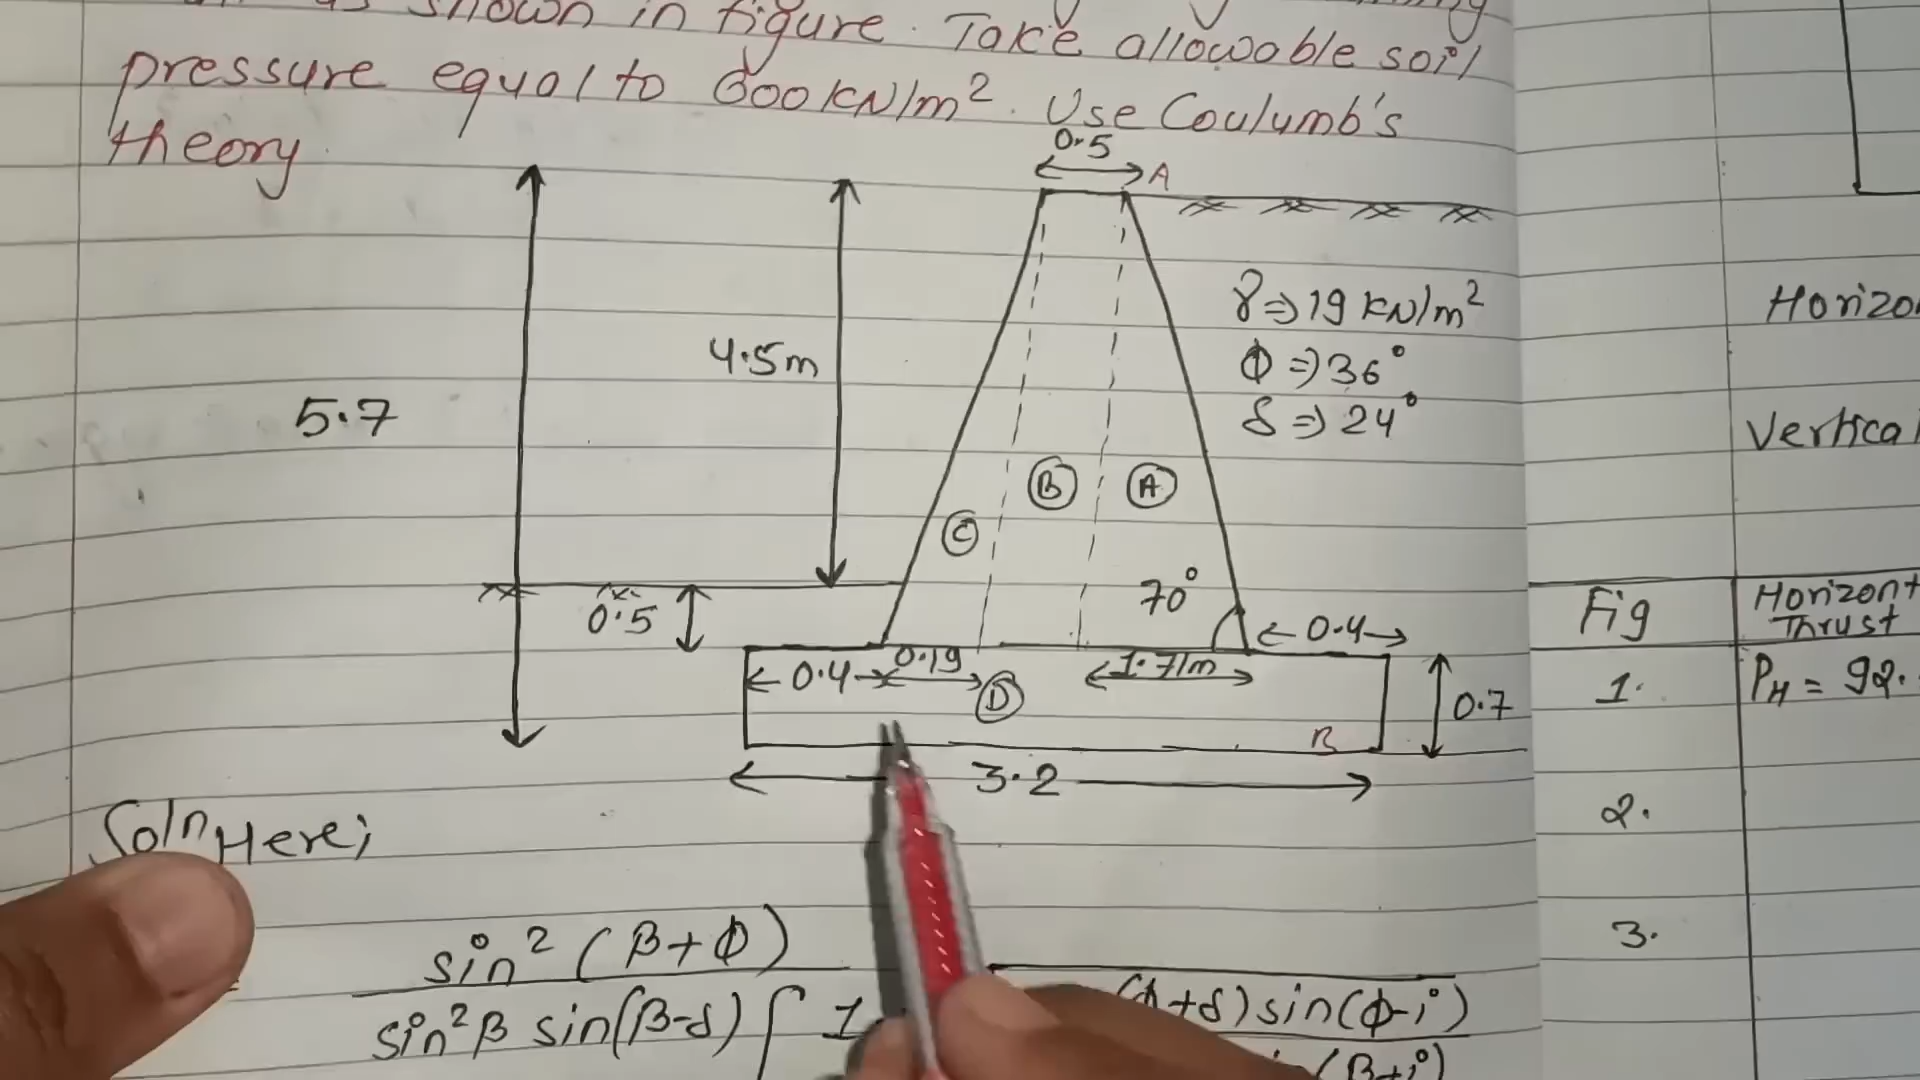 shown in figure. Take allowable soil
pressure equal to 600 kN/m². Use Coulumb's
theory
0.5
A
γ⇒19 kN/m²
Φ⇒36°
δ⇒24°
4.5m
5.7
B
A
C
70°
0.5
0.4
0.4
0.19
1.71m
D
0.7
B
3.2
Soln Here;
sin²(β+Φ)
sin²β sin(β-δ) [1
(Φ+δ) sin(Φ-i)
(β+i)
Horizo
Vertical
Fig
Horizont
Thrust
1.
P_H = 92.
2.
3.